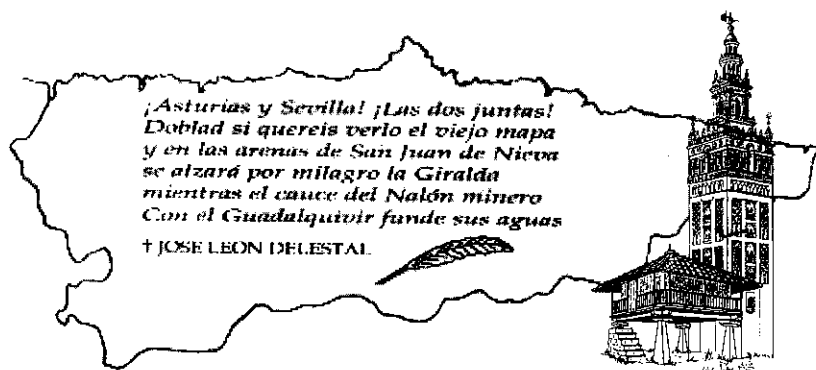 ¡Asturias y Sevilla! ¡Las dos juntas!
Doblad si quereis verlo el viejo mapa
y en las arenas de San Juan de Nieva
se alzará por milagro la Giralda
mientras el cauce del Nalón minero
Con el Guadalquivir funde sus aguas
† JOSE LEON DELESTAL